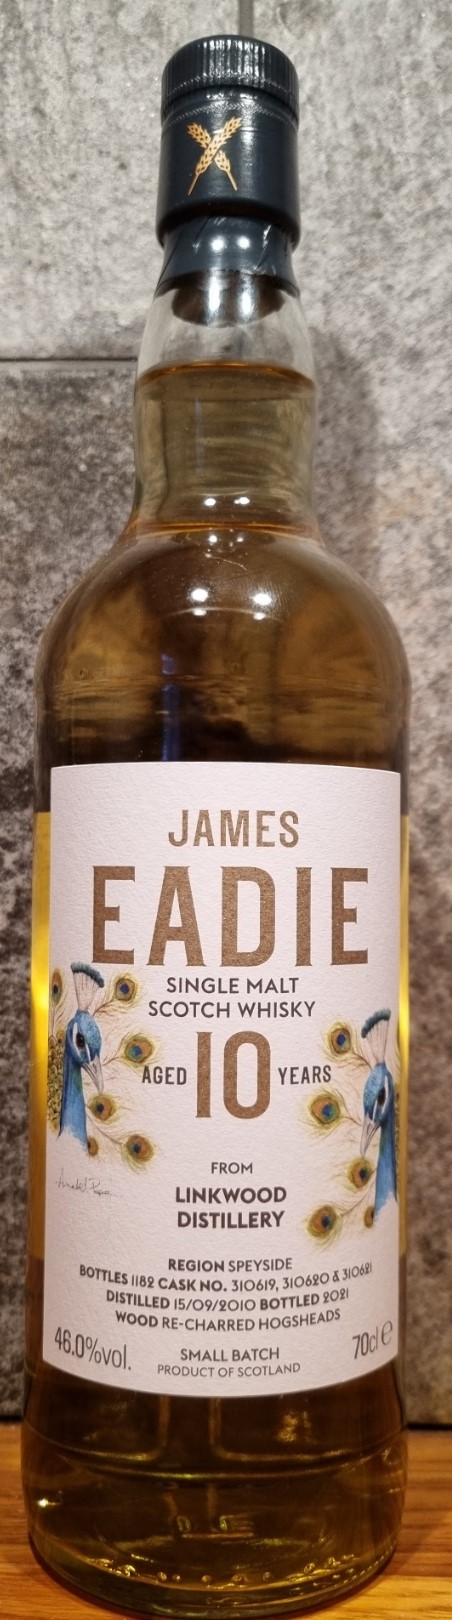 JAMES
EADIE
SINGLE MALT
SCOTCH WHISKY
AGED 10 YEARS
FROM
LINKWOOD
DISTILLERY
REGION SPEYSIDE
BOTTLES 1182 CASK NO. 310619, 310620 & 310621
DISTILLED 15/09/2010 BOTTLED 2021
WOOD RE-CHARRED HOGSHEADS
46.0%vol. 70cl e
SMALL BATCH
PRODUCT OF SCOTLAND